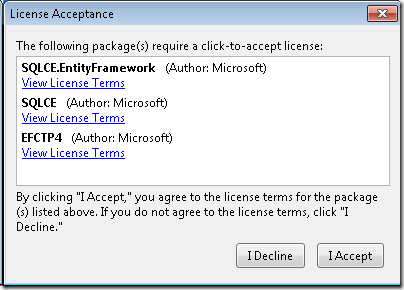 License Acceptance
The following package(s) require a click-to-accept license:
SQLCE.EntityFramework (Author: Microsoft)
View License Terms
SQLCE (Author: Microsoft)
View License Terms
EFCTP4 (Author: Microsoft)
View License Terms
By clicking "I Accept," you agree to the license terms for the package
(s) listed above. If you do not agree to the license terms, click "I
Decline."
I Decline I Accept